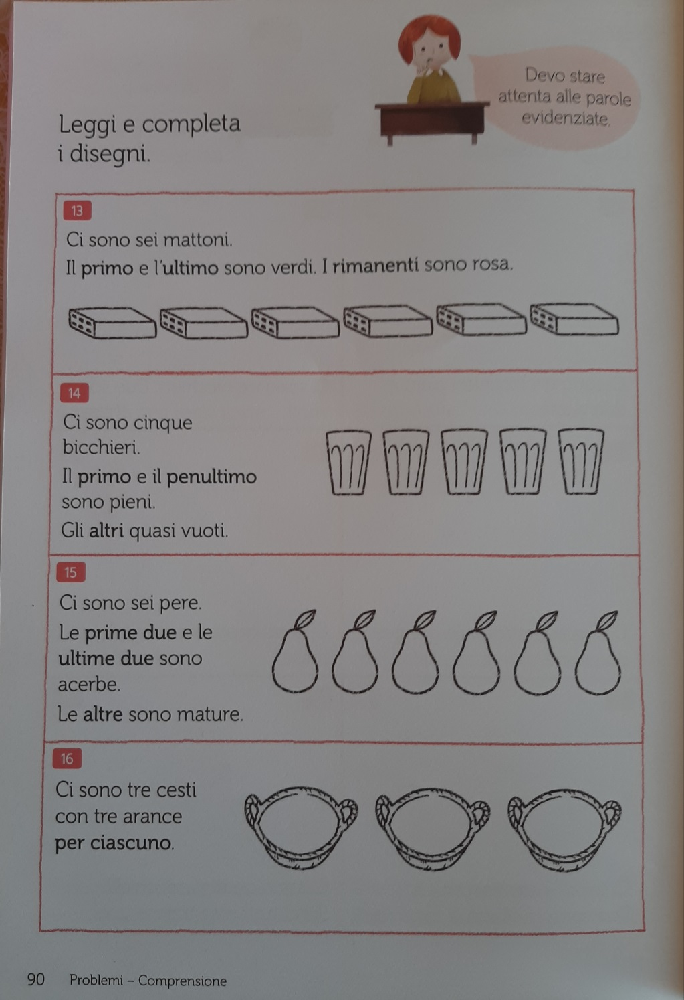 Devo stare
attenta alle parole
evidenziate.
Leggi e completa
i disegni.
13
Ci sono sei mattoni.
Il primo e l'ultimo sono verdi. I rimanenti sono rosa.
14
Ci sono cinque
bicchieri.
Il primo e il penultimo
sono pieni.
Gli altri quasi vuoti.
15
Ci sono sei pere.
Le prime due e le
ultime due sono
acerbe.
Le altre sono mature.
16
Ci sono tre cesti
con tre arance
per ciascuno.
90 Problemi – Comprensione